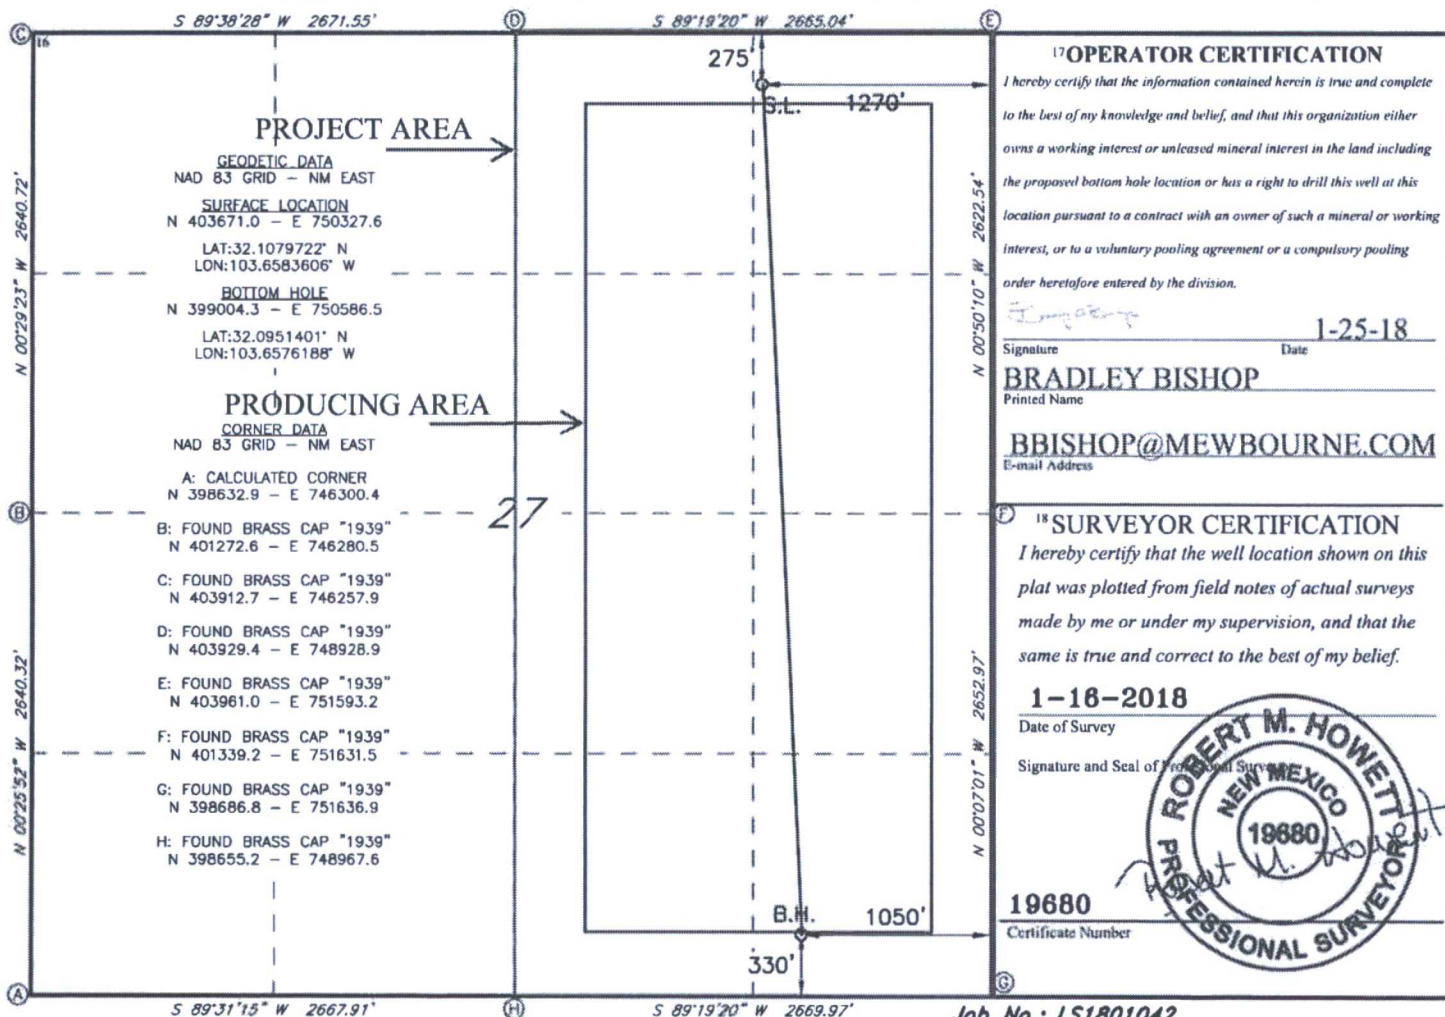 S 89°38'28" W 2671.55'
S 89°19'20" W 2665.04'
C
D
E
16
275'
S.L. 1270'
PROJECT AREA
GEODETIC DATA
NAD 83 GRID – NM EAST
SURFACE LOCATION
N 403671.0 – E 750327.6
LAT:32.1079722° N
LON:103.6583606° W
BOTTOM HOLE
N 399004.3 – E 750586.5
LAT:32.0951401° N
LON:103.6576188° W
PRODUCING AREA
CORNER DATA
NAD 83 GRID – NM EAST
A: CALCULATED CORNER
N 398632.9 – E 746300.4
B: FOUND BRASS CAP "1939"
N 401272.6 – E 746280.5
C: FOUND BRASS CAP "1939"
N 403912.7 – E 746257.9
D: FOUND BRASS CAP "1939"
N 403929.4 – E 748928.9
E: FOUND BRASS CAP "1939"
N 403961.0 – E 751593.2
F: FOUND BRASS CAP "1939"
N 401339.2 – E 751631.5
G: FOUND BRASS CAP "1939"
N 398686.8 – E 751636.9
H: FOUND BRASS CAP "1939"
N 398655.2 – E 748967.6
N 00°29'23" W 2640.72'
N 00°25'52" W 2640.32'
B
27
F
N 00°50'10" W 2622.54'
N 00°07'01" W 2652.97'
B.H. 1050'
330'
A
H
G
S 89°31'15" W 2667.91'
S 89°19'20" W 2669.97'
17 OPERATOR CERTIFICATION
I hereby certify that the information contained herein is true and complete
to the best of my knowledge and belief, and that this organization either
owns a working interest or unleased mineral interest in the land including
the proposed bottom hole location or has a right to drill this well at this
location pursuant to a contract with an owner of such a mineral or working
interest, or to a voluntary pooling agreement or a compulsory pooling
order heretofore entered by the division.
1-25-18
Signature Date
BRADLEY BISHOP
Printed Name
BBISHOP@MEWBOURNE.COM
E-mail Address
18 SURVEYOR CERTIFICATION
I hereby certify that the well location shown on this
plat was plotted from field notes of actual surveys
made by me or under my supervision, and that the
same is true and correct to the best of my belief.
1-16-2018
Date of Survey
Signature and Seal of Professional Surveyor
ROBERT M. HOWETT
NEW MEXICO
19680
PROFESSIONAL SURVEYOR
Robert M. Howett
19680
Certificate Number
Job No.: LS1801042